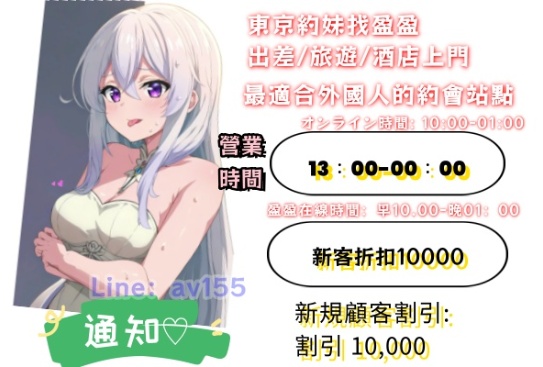 東京約妹找盈盈
出差/旅遊/酒店上門
最適合外國人的約會站點
オンライン時間: 10:00-01:00
營業
時間
13：00-00：00
盈盈在線時間: 早10.00-晚01: 00
新客折扣10000
Line: av155
通知♡
新規顧客割引:
割引 10,000